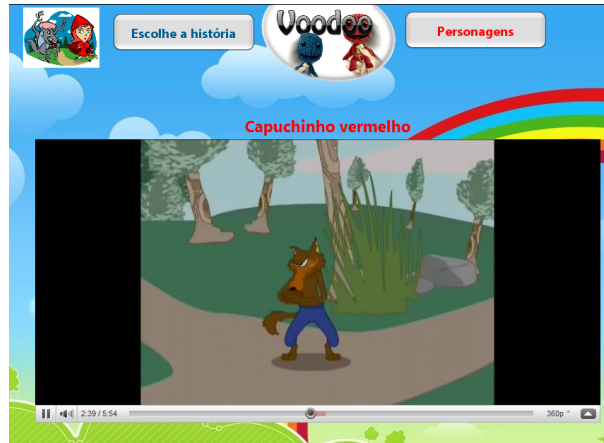 Escolhe a história
Voodoo
Personagens
Capuchinho vermelho
2:39 / 5:54
360p